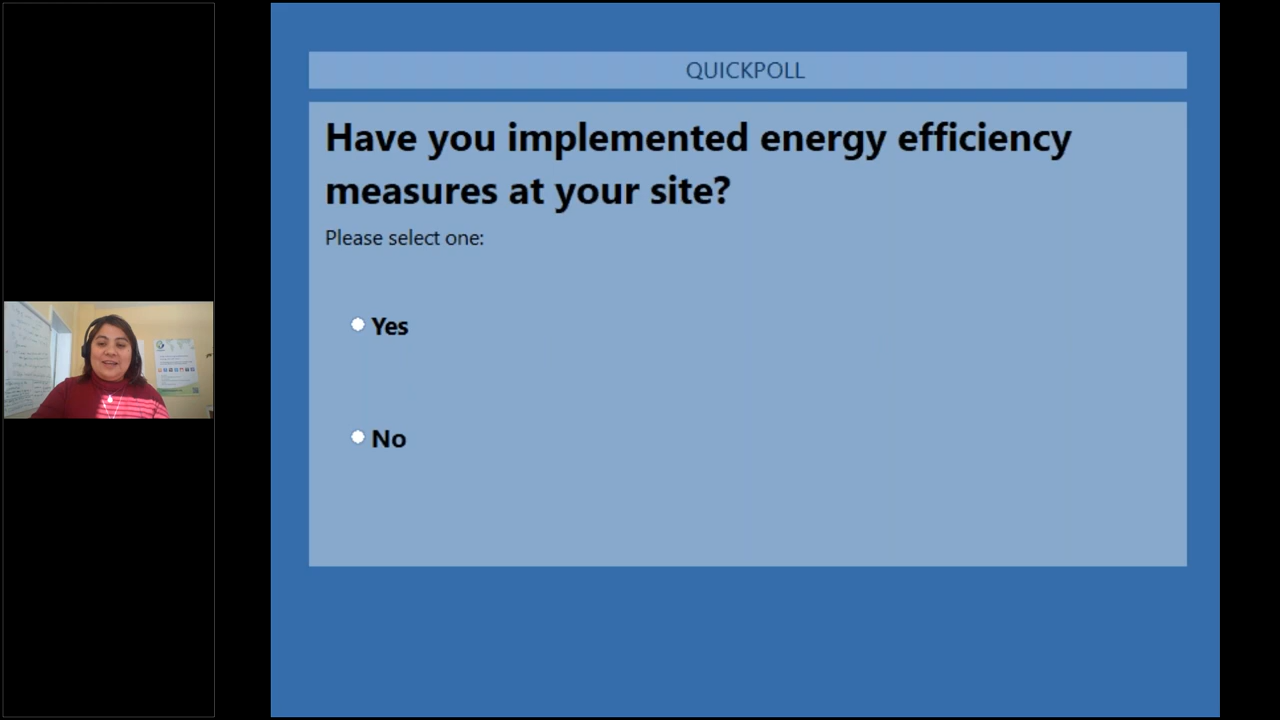 QUICKPOLL
Have you implemented energy efficiency
measures at your site?
Please select one:
Yes
No